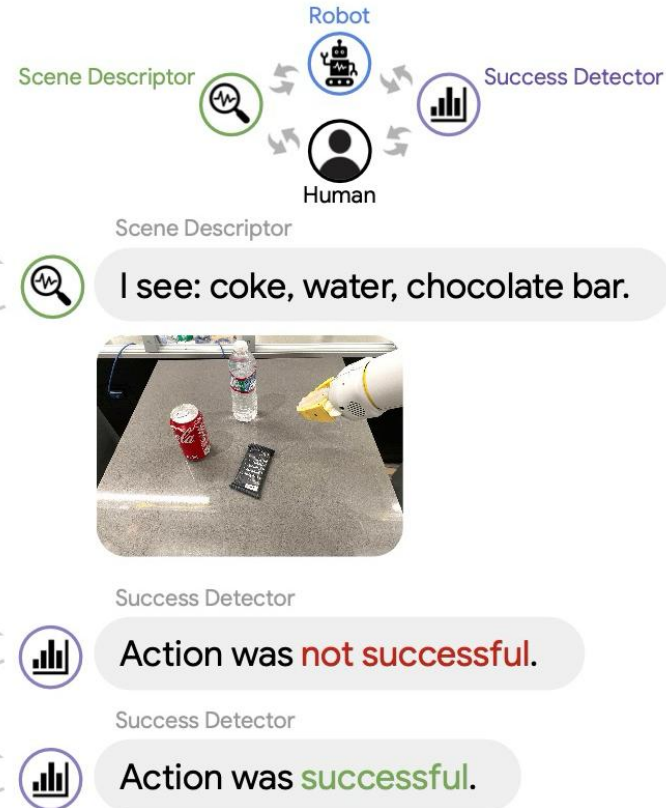 Robot
Scene Descriptor
Success Detector
Human
Scene Descriptor
I see: coke, water, chocolate bar.
Success Detector
Action was not successful.
Success Detector
Action was successful.